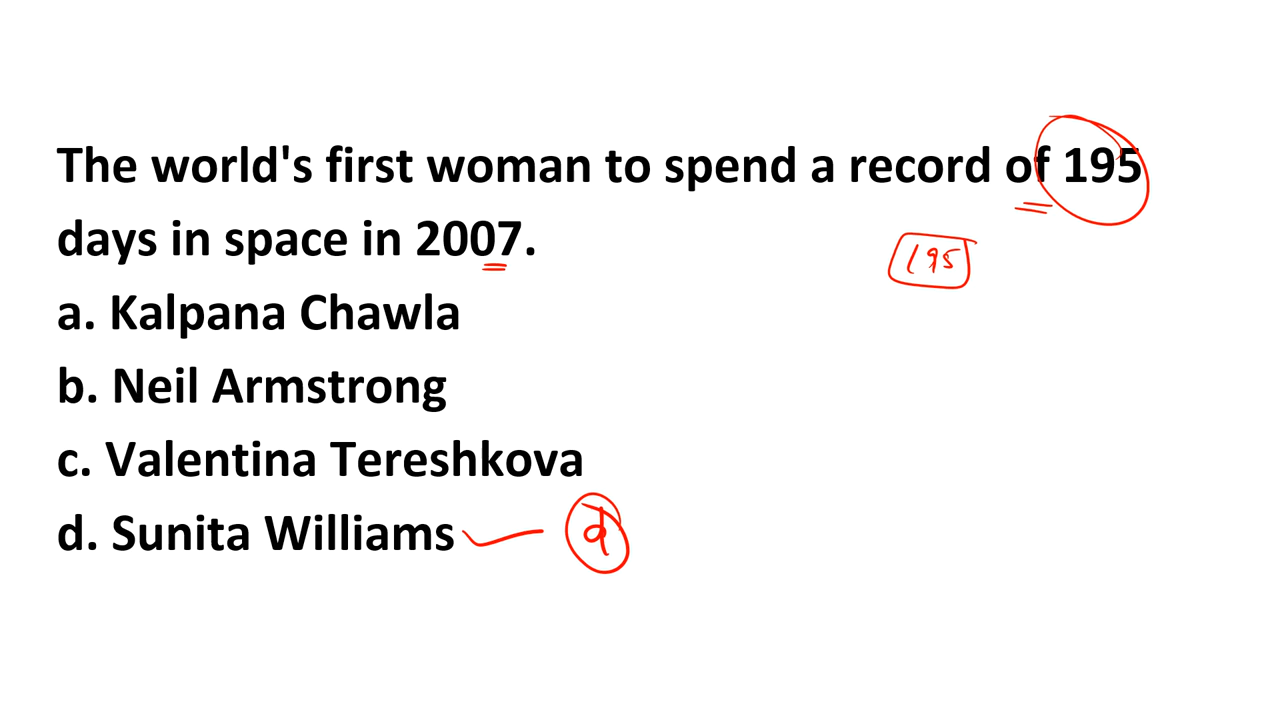 The world's first woman to spend a record of 195
days in space in 2007.
195
a. Kalpana Chawla
b. Neil Armstrong
c. Valentina Tereshkova
d. Sunita Williams d